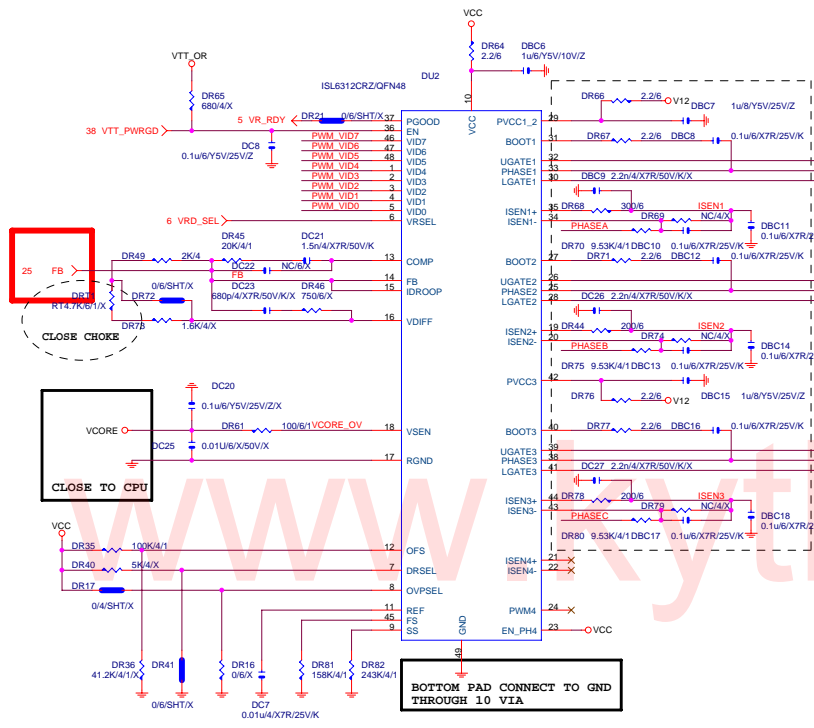 VCC
DR64
2.2/6
DBC6
1u/6/Y5V/10V/Z
VTT_OR
DU2
ISL6312CRZ/QFN48
DR65
680/4/X
5 VR_RDY
DR21
0/6/SHT/X
38 VTT_PWRGD
DC8
0.1u/6/Y5V/25V/Z
PWM_VID7
PWM_VID6
PWM_VID5
PWM_VID4
PWM_VID3
PWM_VID2
PWM_VID1
PWM_VID0
6 VRD_SEL
37 PGOOD
36 EN
46 VID7
47 VID6
48 VID5
1 VID4
2 VID3
3 VID2
4 VID1
5 VID0
6 VRSEL
10
VCC
DR66
2.2/6
V12
DBC7
1u/8/Y5V/25V/Z
29 PVCC1_2
DR67
2.2/6
DBC8
0.1u/6/X7R/25V/K
31 BOOT1
32 UGATE1
33 PHASE1
30 LGATE1
DBC9 2.2n/4/X7R/50V/K/X
35 ISEN1+
34 ISEN1-
DR68
300/6
ISEN1
DR69
NC/4/X
PHASEA
DBC11
0.1u/6/X7R/2
DR70 9.53K/4/1
DBC10 0.1u/6/X7R/25V/K
25 FB
DR49
2K/4
DR45
20K/4/1
DC21
1.5n/4/X7R/50V/K
DC22
NC/6/X
FB
DC23
680p/4/X7R/50V/K/X
DR46
750/6/X
13 COMP
14 FB
15 IDROOP
16 VDIFF
DRT1
RT4.7K/6/1/X
DR72
0/6/SHT/X
DR73
1.6K/4/X
CLOSE CHOKE
27 BOOT2
DR71
2.2/6
DBC12
0.1u/6/X7R/25V/K
26 UGATE2
25 PHASE2
28 LGATE2
DC26 2.2n/4/X7R/50V/K/X
19 ISEN2+
20 ISEN2-
DR44
200/6
ISEN2
DR74
NC/4/X
PHASEB
DBC14
0.1u/6/X7R/2
DR75 9.53K/4/1
DBC13 0.1u/6/X7R/25V/K
42 PVCC3
DR76
2.2/6
V12
DBC15
1u/8/Y5V/25V/Z
DC20
0.1u/6/Y5V/25V/Z/X
VCORE
DR61
100/6/1
VCORE_OV
DC25
0.01U/6/X/50V/X
18 VSEN
17 RGND
CLOSE TO CPU
40 BOOT3
DR77
2.2/6
DBC16
0.1u/6/X7R/25V/K
39 UGATE3
38 PHASE3
41 LGATE3
DC27 2.2n/4/X7R/50V/K/X
44 ISEN3+
43 ISEN3-
DR78
200/6
ISEN3
DR79
NC/4/X
PHASEC
DBC18
0.1u/6/X7R/2
DR80 9.53K/4/1
DBC17 0.1u/6/X7R/25V/K
VCC
DR35
100K/4/1
DR40
5K/4/X
DR17
0/4/SHT/X
12 OFS
7 DRSEL
8 OVPSEL
11 REF
45 FS
9 SS
21 ISEN4+
22 ISEN4-
24 PWM4
23 EN_PH4
VCC
GND
49
DR36
41.2K/4/1/X
DR41
0/6/SHT/X
DR16
0/6/X
DC7
0.01u/4/X7R/25V/K
DR81
158K/4/1
DR82
243K/4/1
BOTTOM PAD CONNECT TO GND
THROUGH 10 VIA